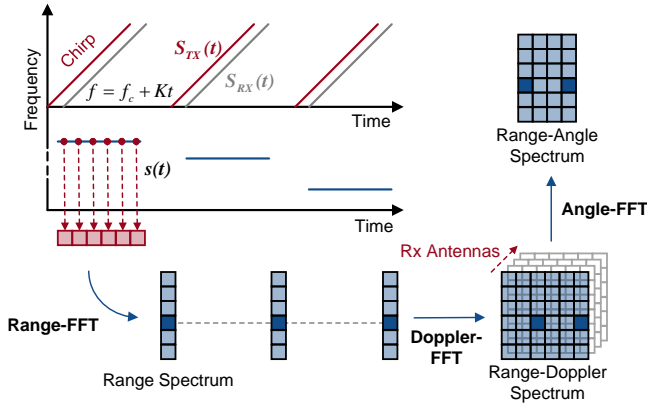 Frequency
Chirp
S_TX(t)
S_RX(t)
f = f_c + Kt
Time
s(t)
Time
Range-FFT
Range Spectrum
Doppler-
FFT
Rx Antennas
Range-Doppler
Spectrum
Angle-FFT
Range-Angle
Spectrum